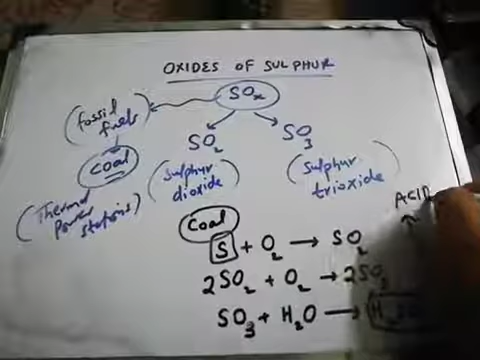 OXIDES OF SULPHUR
SOx
(fossil fuels)
SO2
SO3
coal
(sulphur dioxide)
(sulphur trioxide)
(Thermal power stations)
ACID
Coal
S + O2 → SO2
2SO2 + O2 → 2SO3
SO3 + H2O →